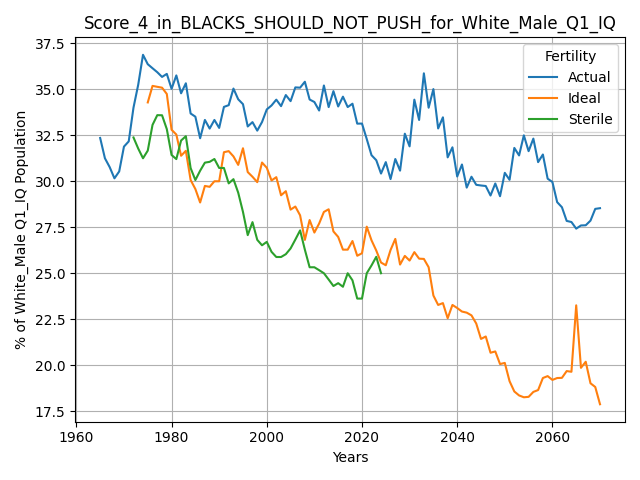 Score_4_in_BLACKS_SHOULD_NOT_PUSH_for_White_Male_Q1_IQ
% of White_Male Q1_IQ Population
37.5
35.0
32.5
30.0
27.5
25.0
22.5
20.0
17.5
Fertility
Actual
Ideal
Sterile
1960
1980
2000
2020
2040
2060
Years